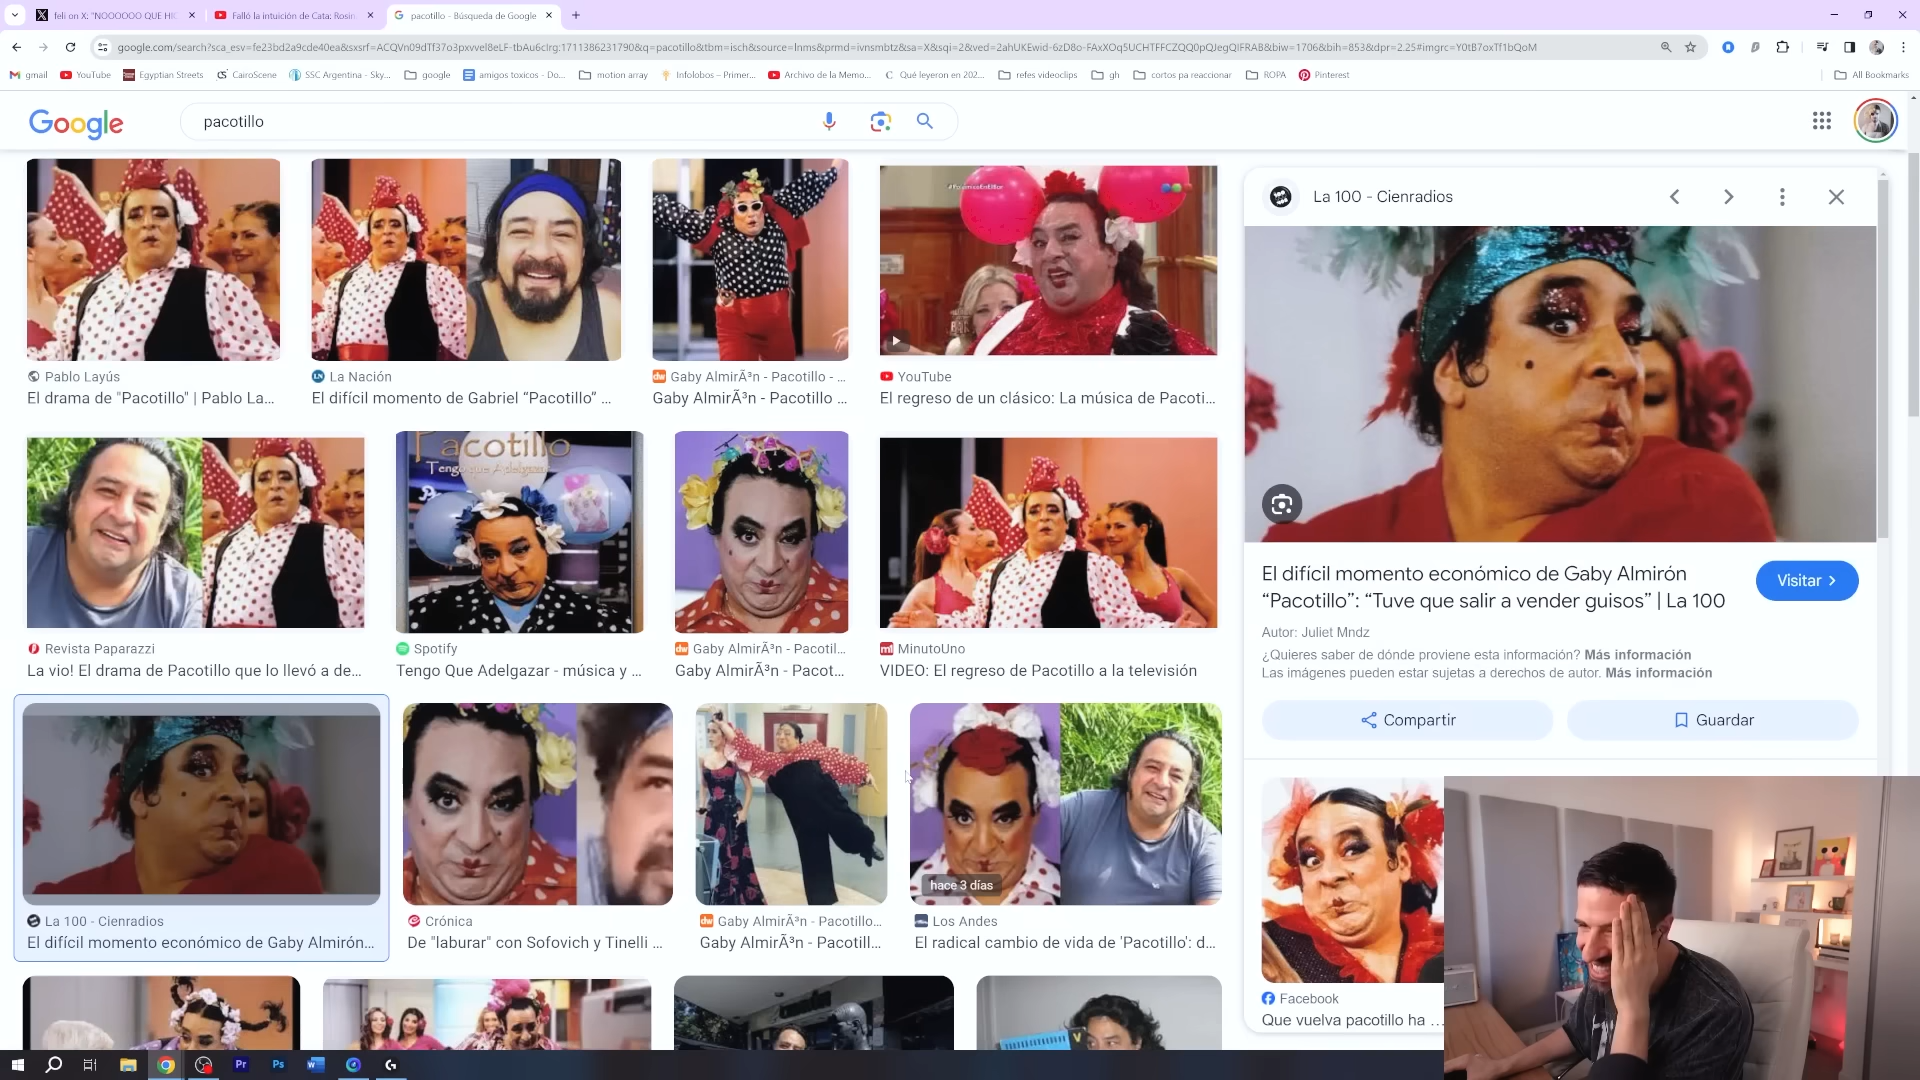 feli on X: "NOOOOOO QUE HIC
Falló la intuición de Cata: Rosin
pacotillo - Búsqueda de Google
google.com/search?sca_esv=fe23bd2a9cde40ea&sxsrf=ACQVn09dTf37o3pxvveI8eLF-tbAu6cIrg:1711386231790&q=pacotillo&tbm=isch&source=lnms&prmd=ivnsmbtz&sa=X&sqi=2&ved=2ahUKEwid-6zD8o-FAxXOq5UCHTFFCZQQ0pQJegQIFRAB&biw=1706&bih=853&dpr=2.25#imgrc=Y0tB7oxTf1bQoM
gmail
YouTube
Egyptian Streets
CairoScene
SSC Argentina - Sky...
google
amigos toxicos - Do...
motion array
Infolobos – Primer...
Archivo de la Memo...
Qué leyeron en 202...
refes videoclips
gh
cortos pa reaccionar
ROPA
Pinterest
All Bookmarks
Google
pacotillo
Pablo Layús
El drama de "Pacotillo" | Pablo La...
La Nación
El difícil momento de Gabriel “Pacotillo” ...
Gaby AlmirÃ³n - Pacotillo - ...
Gaby AlmirÃ³n - Pacotillo ...
YouTube
El regreso de un clásico: La música de Pacoti...
Revista Paparazzi
La vio! El drama de Pacotillo que lo llevó a de...
Pacotillo
Tengo que Adelgazar
Spotify
Tengo Que Adelgazar - música y ...
Gaby AlmirÃ³n - Pacotil...
Gaby AlmirÃ³n - Pacot...
MinutoUno
VIDEO: El regreso de Pacotillo a la televisión
La 100 - Cienradios
El difícil momento económico de Gaby Almirón...
Crónica
De "laburar" con Sofovich y Tinelli ...
Gaby AlmirÃ³n - Pacotillo...
Gaby AlmirÃ³n - Pacotill...
hace 3 días
Los Andes
El radical cambio de vida de 'Pacotillo': d...
La 100 - Cienradios
El difícil momento económico de Gaby Almirón
“Pacotillo”: “Tuve que salir a vender guisos” | La 100
Visitar
Autor: Juliet Mndz
¿Quieres saber de dónde proviene esta información? Más información
Las imágenes pueden estar sujetas a derechos de autor. Más información
Compartir
Guardar
Facebook
Que vuelva pacotillo ha ...
Pr
Ps